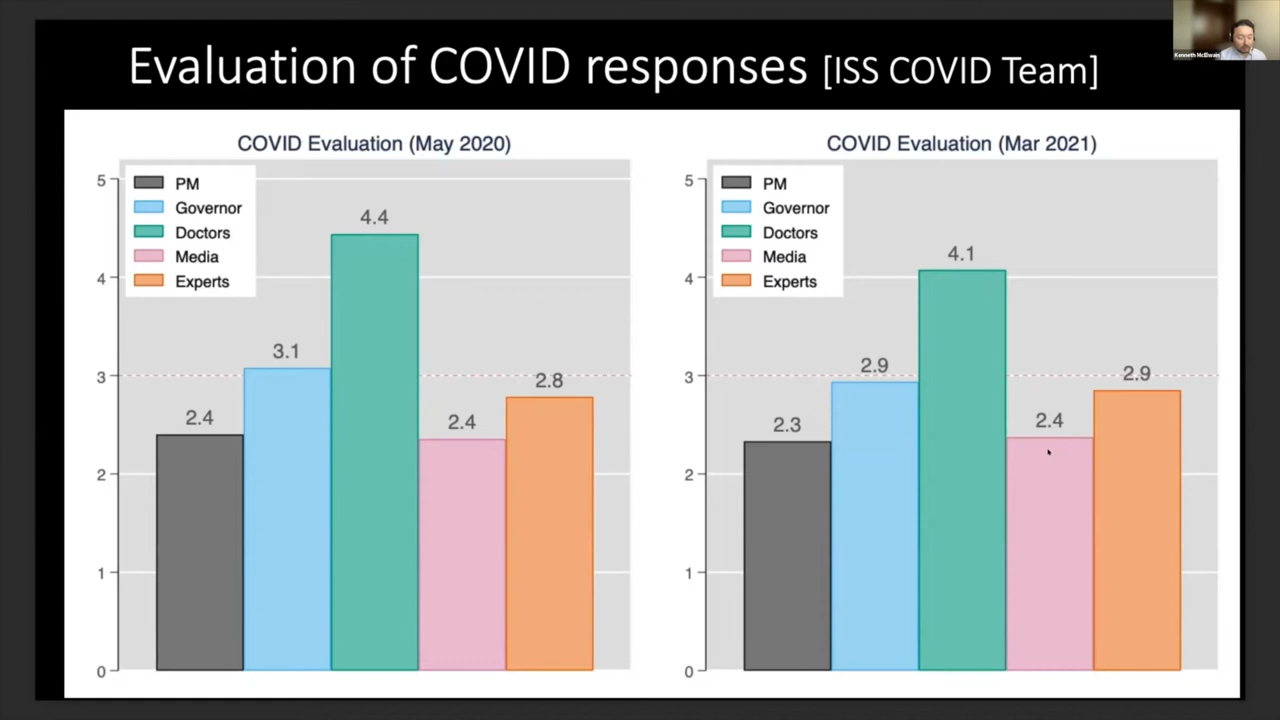 Evaluation of COVID responses [ISS COVID Team]
Kenneth McElwain
COVID Evaluation (May 2020)
PM
Governor
Doctors
Media
Experts
5
4
3
2
1
0
2.4
3.1
4.4
2.4
2.8
COVID Evaluation (Mar 2021)
PM
Governor
Doctors
Media
Experts
5
4
3
2
1
0
2.3
2.9
4.1
2.4
2.9